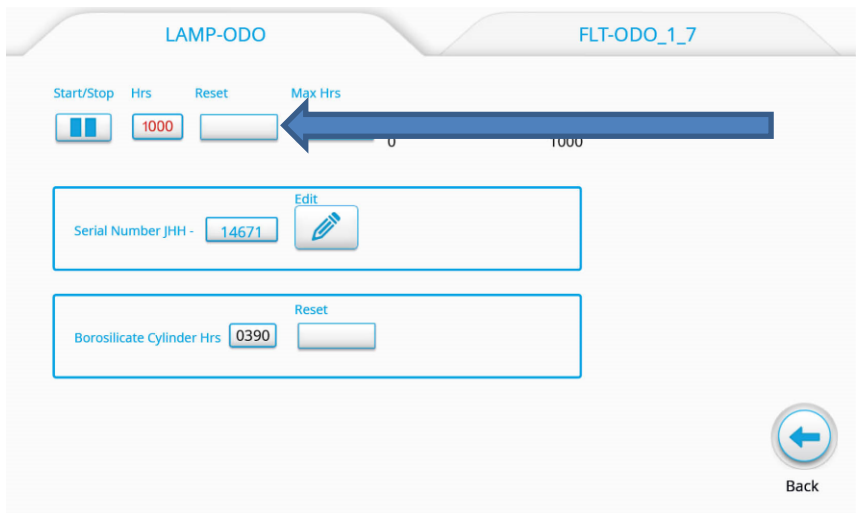 LAMP-ODO FLT-ODO_1_7
Start/Stop Hrs Reset Max Hrs
1000
0 1000
Edit
Serial Number JHH - 14671
Reset
Borosilicate Cylinder Hrs 0390
Back